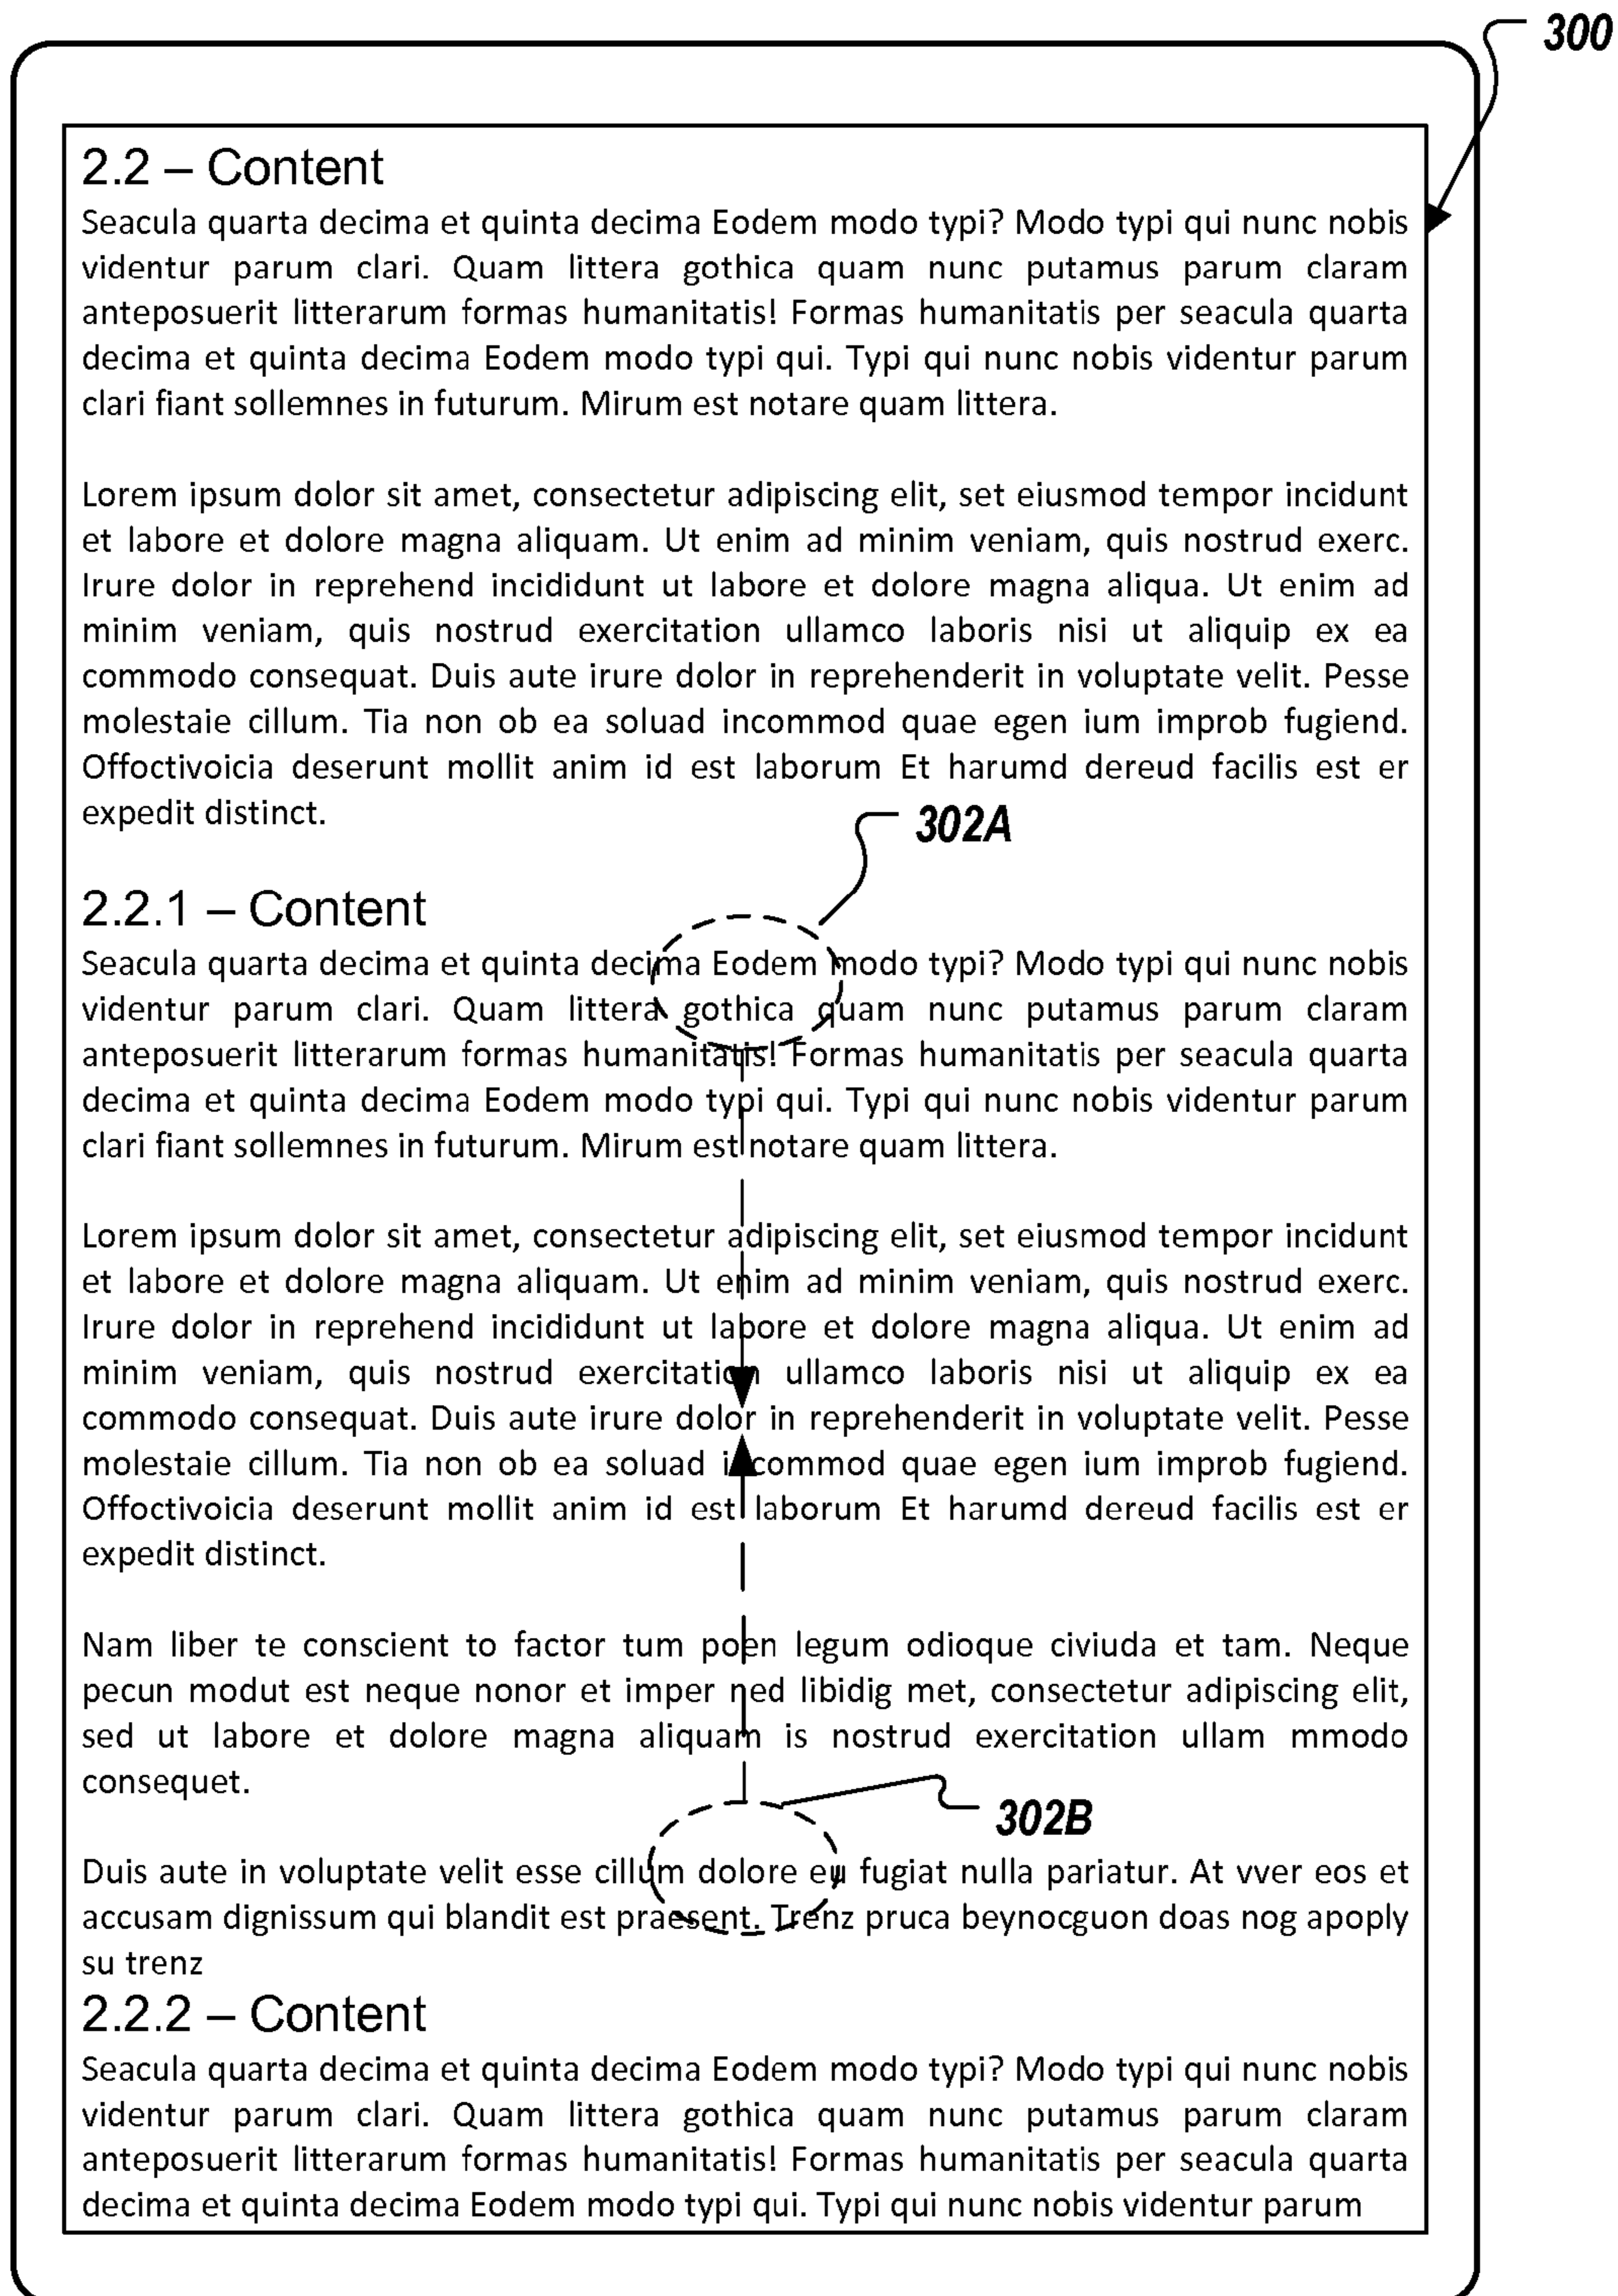 300
2.2 – Content
Seacula quarta decima et quinta decima Eodem modo typi? Modo typi qui nunc nobis
videntur parum clari. Quam littera gothica quam nunc putamus parum claram
anteposuerit litterarum formas humanitatis! Formas humanitatis per seacula quarta
decima et quinta decima Eodem modo typi qui. Typi qui nunc nobis videntur parum
clari fiant sollemnes in futurum. Mirum est notare quam littera.
Lorem ipsum dolor sit amet, consectetur adipiscing elit, set eiusmod tempor incidunt
et labore et dolore magna aliquam. Ut enim ad minim veniam, quis nostrud exerc.
Irure dolor in reprehend incididunt ut labore et dolore magna aliqua. Ut enim ad
minim veniam, quis nostrud exercitation ullamco laboris nisi ut aliquip ex ea
commodo consequat. Duis aute irure dolor in reprehenderit in voluptate velit. Pesse
molestaie cillum. Tia non ob ea soluad incommod quae egen ium improb fugiend.
Offoctivoicia deserunt mollit anim id est laborum Et harumd dereud facilis est er
expedit distinct.
302A
2.2.1 – Content
Seacula quarta decima et quinta decima Eodem modo typi? Modo typi qui nunc nobis
videntur parum clari. Quam littera gothica quam nunc putamus parum claram
anteposuerit litterarum formas humanitatis! Formas humanitatis per seacula quarta
decima et quinta decima Eodem modo typi qui. Typi qui nunc nobis videntur parum
clari fiant sollemnes in futurum. Mirum est notare quam littera.
Lorem ipsum dolor sit amet, consectetur adipiscing elit, set eiusmod tempor incidunt
et labore et dolore magna aliquam. Ut enim ad minim veniam, quis nostrud exerc.
Irure dolor in reprehend incididunt ut labore et dolore magna aliqua. Ut enim ad
minim veniam, quis nostrud exercitation ullamco laboris nisi ut aliquip ex ea
commodo consequat. Duis aute irure dolor in reprehenderit in voluptate velit. Pesse
molestaie cillum. Tia non ob ea soluad incommod quae egen ium improb fugiend.
Offoctivoicia deserunt mollit anim id est laborum Et harumd dereud facilis est er
expedit distinct.
Nam liber te conscient to factor tum poen legum odioque civiuda et tam. Neque
pecun modut est neque nonor et imper ned libidig met, consectetur adipiscing elit,
sed ut labore et dolore magna aliquam is nostrud exercitation ullam mmodo
consequet.
302B
Duis aute in voluptate velit esse cillum dolore eu fugiat nulla pariatur. At vver eos et
accusam dignissum qui blandit est praesent. Trenz pruca beynocguon doas nog apoply
su trenz
2.2.2 – Content
Seacula quarta decima et quinta decima Eodem modo typi? Modo typi qui nunc nobis
videntur parum clari. Quam littera gothica quam nunc putamus parum claram
anteposuerit litterarum formas humanitatis! Formas humanitatis per seacula quarta
decima et quinta decima Eodem modo typi qui. Typi qui nunc nobis videntur parum